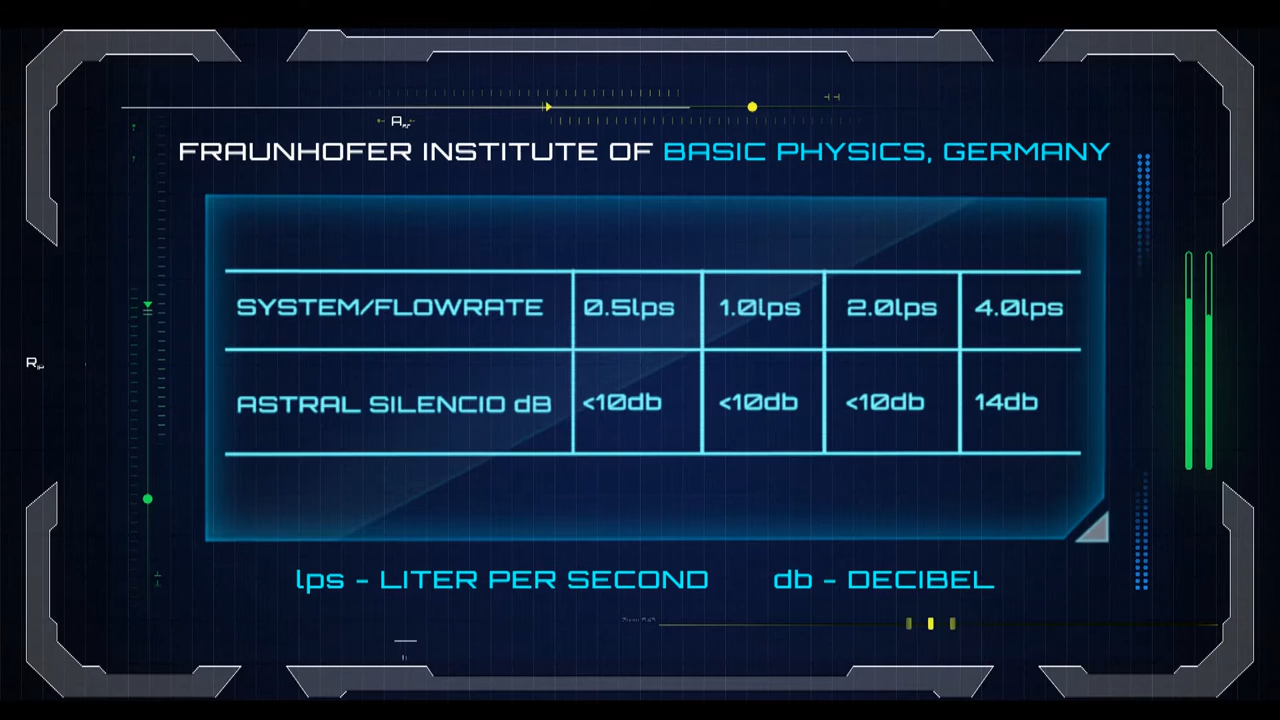 FRAUNHOFER INSTITUTE OF BASIC PHYSICS, GERMANY
SYSTEM/FLOWRATE 0.5lps 1.0lps 2.0lps 4.0lps
ASTRAL SILENCIO dB <10db <10db <10db 14db
lps - LITER PER SECOND db - DECIBEL